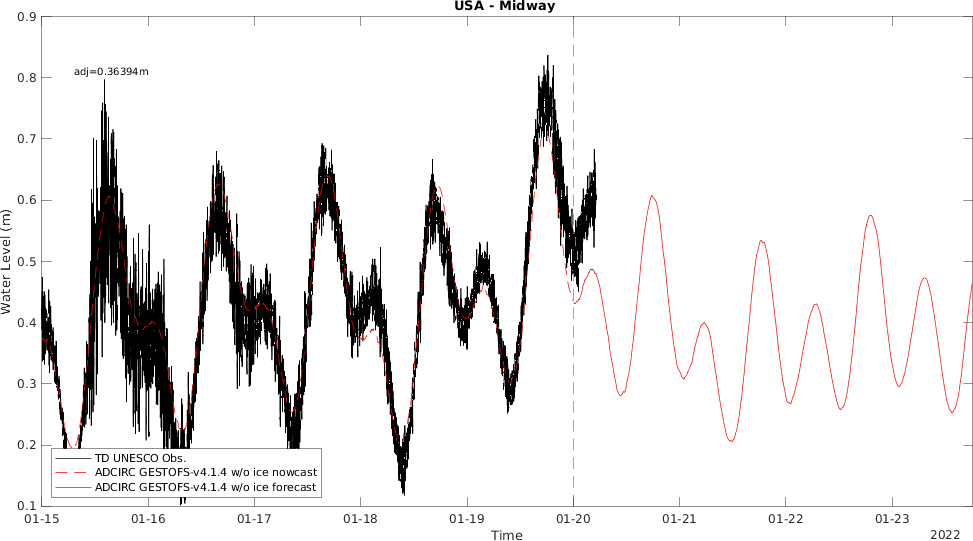 USA - Midway
0.9
0.8
0.7
0.6
0.5
0.4
0.3
0.2
0.1
Water Level (m)
adj=0.36394m
TD UNESCO Obs.
ADCIRC GESTOFS-v4.1.4 w/o ice nowcast
ADCIRC GESTOFS-v4.1.4 w/o ice forecast
01-15 01-16 01-17 01-18 01-19 01-20 01-21 01-22 01-23
Time
2022